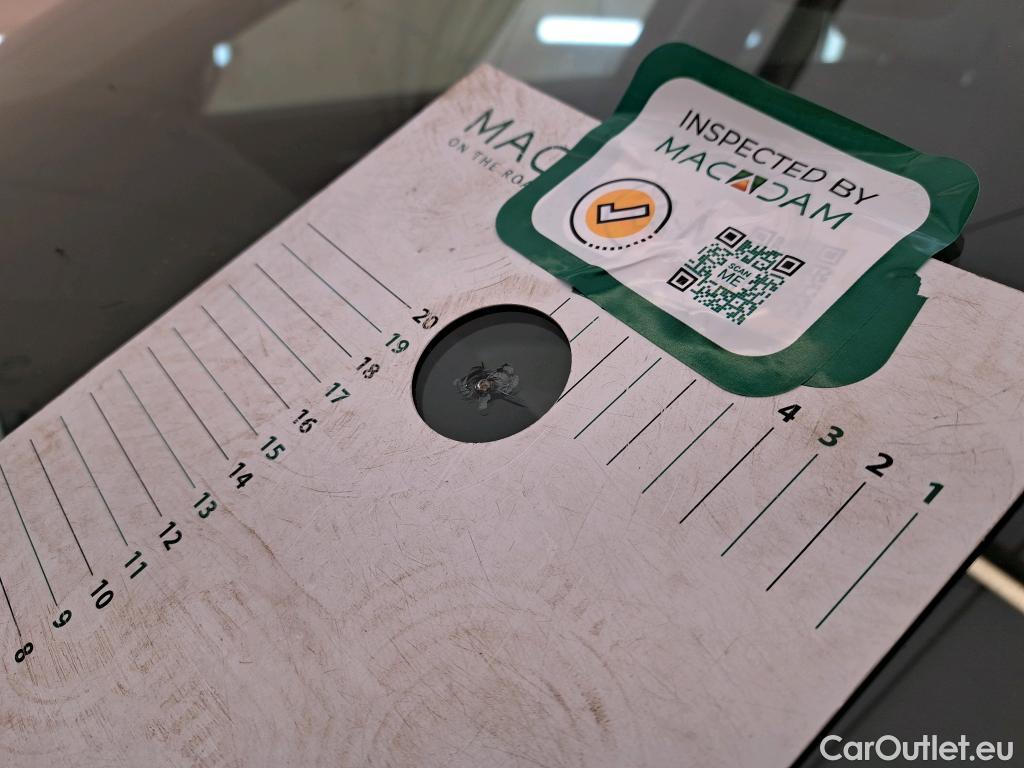 MAC
ON THE ROA
INSPECTED BY
MACADAM
SCAN
ME
20
19
18
17
16
15
14
13
12
11
10
9
8
4
3
2
1
CarOutlet.eu